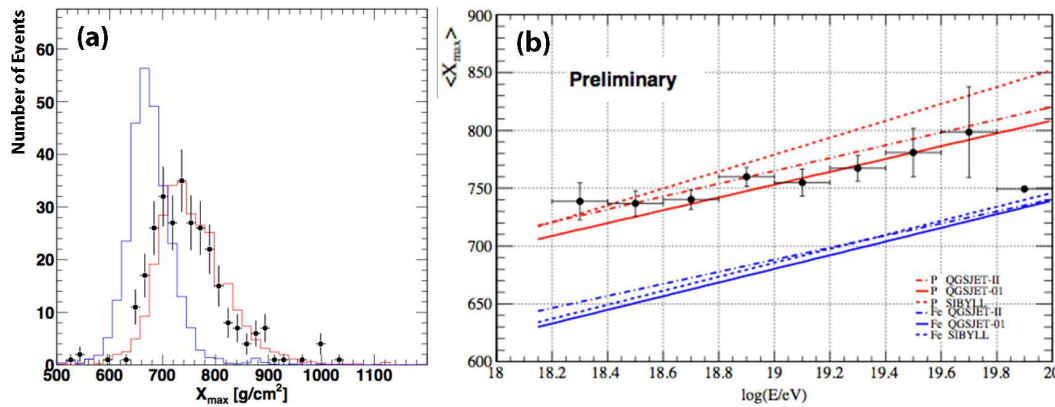 (a)
Number of Events
60
50
40
30
20
10
0
500 600 700 800 900 1000 1100
Xmax [g/cm²]
(b)
<Xmax>
Preliminary
900
850
800
750
700
650
600
18 18.2 18.4 18.6 18.8 19 19.2 19.4 19.6 19.8 20
log(E/eV)
P QGSJET-II
P QGSJET-01
P SIBYLL
Fe QGSJET-II
Fe QGSJET-01
Fe SIBYLL